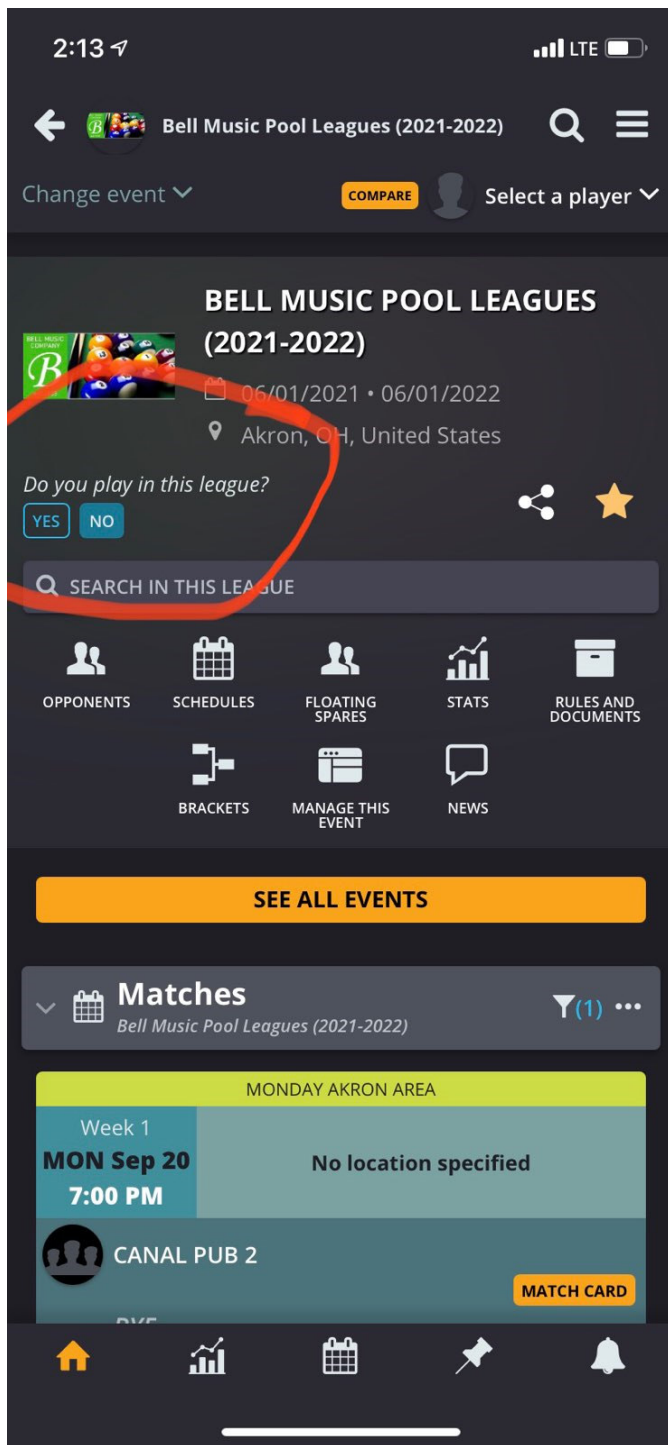 2:13
LTE
Bell Music Pool Leagues (2021-2022)
Change event
COMPARE
Select a player
BELL MUSIC POOL LEAGUES
(2021-2022)
BELL MUSIC
COMPANY
B
06/01/2021 • 06/01/2022
Akron, OH, United States
Do you play in this league?
YES NO
SEARCH IN THIS LEAGUE
OPPONENTS
SCHEDULES
FLOATING
SPARES
STATS
RULES AND
DOCUMENTS
BRACKETS
MANAGE THIS
EVENT
NEWS
SEE ALL EVENTS
Matches
Bell Music Pool Leagues (2021-2022)
(1)
MONDAY AKRON AREA
Week 1
MON Sep 20
7:00 PM
No location specified
CANAL PUB 2
MATCH CARD